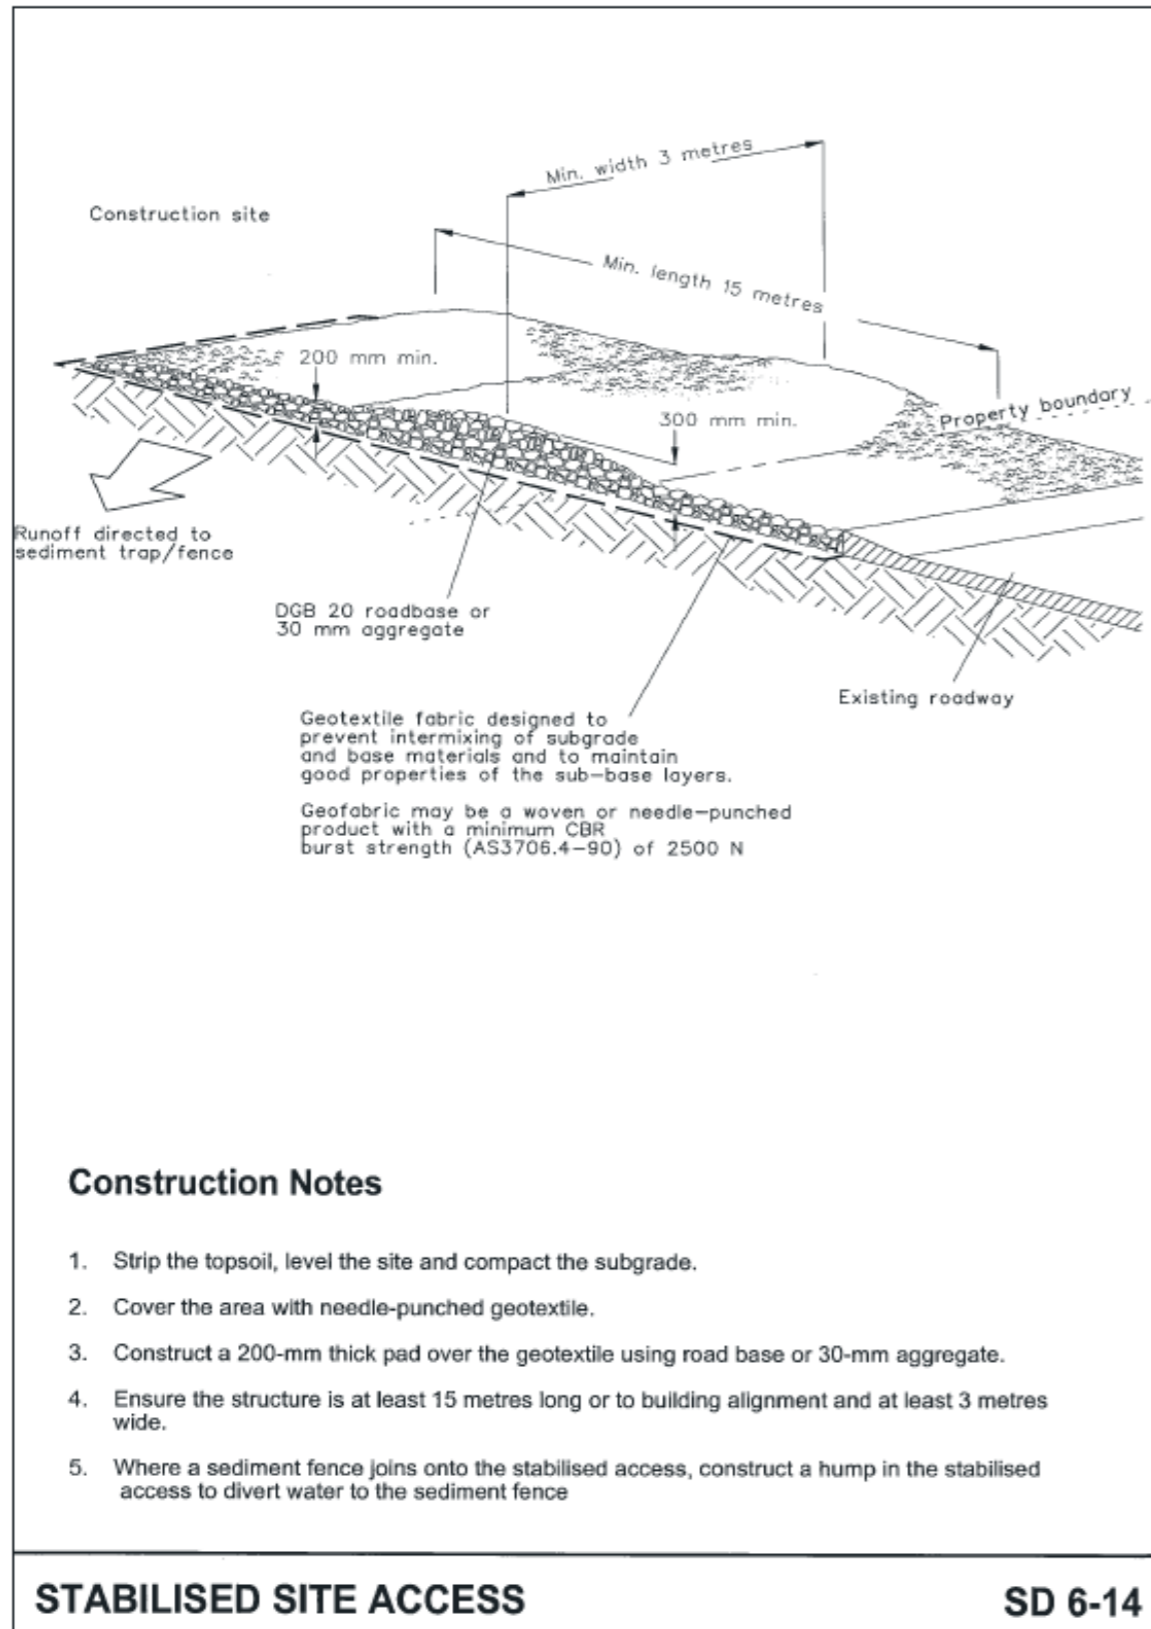 Min. width 3 metres
Construction site
Min. length 15 metres
200 mm min.
Property boundary
300 mm min.
Runoff directed to
sediment trap/fence
DGB 20 roadbase or
30 mm aggregate
Existing roadway
Geotextile fabric designed to
prevent intermixing of subgrade
and base materials and to maintain
good properties of the sub-base layers.
Geofabric may be a woven or needle-punched
product with a minimum CBR
burst strength (AS3706.4-90) of 2500 N
Construction Notes
1. Strip the topsoil, level the site and compact the subgrade.
2. Cover the area with needle-punched geotextile.
3. Construct a 200-mm thick pad over the geotextile using road base or 30-mm aggregate.
4. Ensure the structure is at least 15 metres long or to building alignment and at least 3 metres
wide.
5. Where a sediment fence joins onto the stabilised access, construct a hump in the stabilised
access to divert water to the sediment fence
STABILISED SITE ACCESS SD 6-14